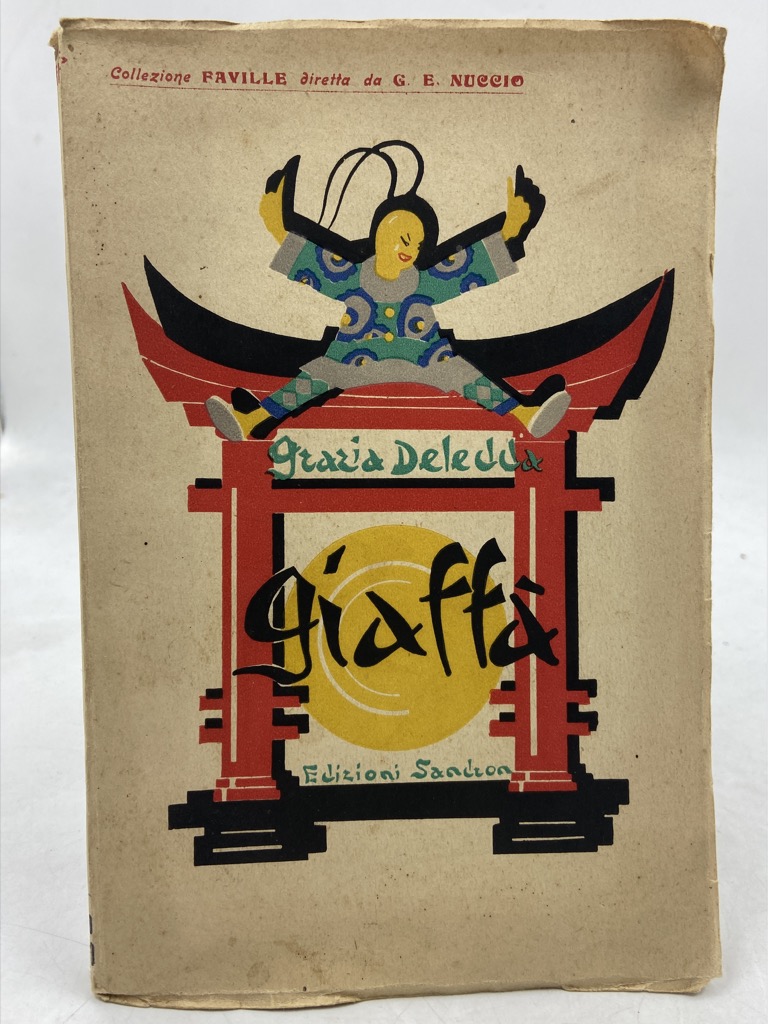 Collezione FAVILLE diretta da G. E. NUCCIO
Grazia Deledda
giaffà
Edizioni Sandron